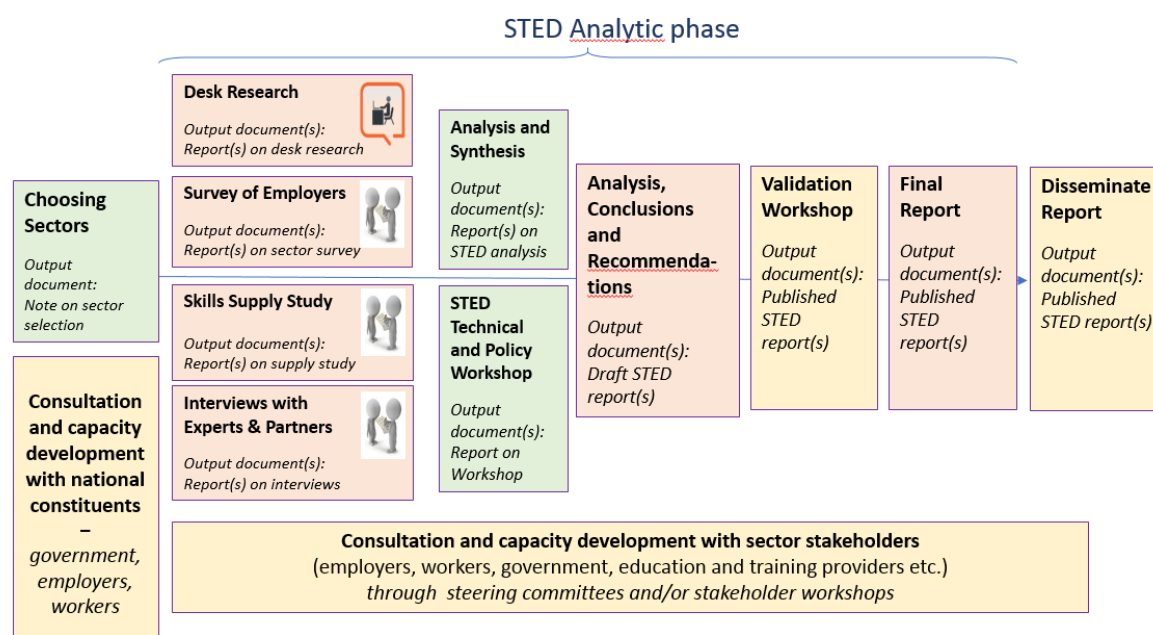 STED Analytic phase
Desk Research
Output document(s):
Report(s) on desk research
Survey of Employers
Output document(s):
Report(s) on sector survey
Skills Supply Study
Output document(s):
Report(s) on supply study
Interviews with
Experts & Partners
Output document(s):
Report(s) on interviews
Choosing
Sectors
Output
document:
Note on sector
selection
Consultation
and capacity
development
with national
constituents
–
government,
employers,
workers
Analysis and
Synthesis
Output
document(s):
Report(s) on
STED analysis
STED
Technical
and Policy
Workshop
Output
document(s):
Report on
Workshop
Analysis,
Conclusions
and
Recommenda-
tions
Output
document(s):
Draft STED
report(s)
Validation
Workshop
Output
document(s):
Published
STED
report(s)
Final
Report
Output
document(s):
Published
STED
report(s)
Disseminate
Report
Output
document(s):
Published
STED report(s)
Consultation and capacity development with sector stakeholders
(employers, workers, government, education and training providers etc.)
through steering committees and/or stakeholder workshops